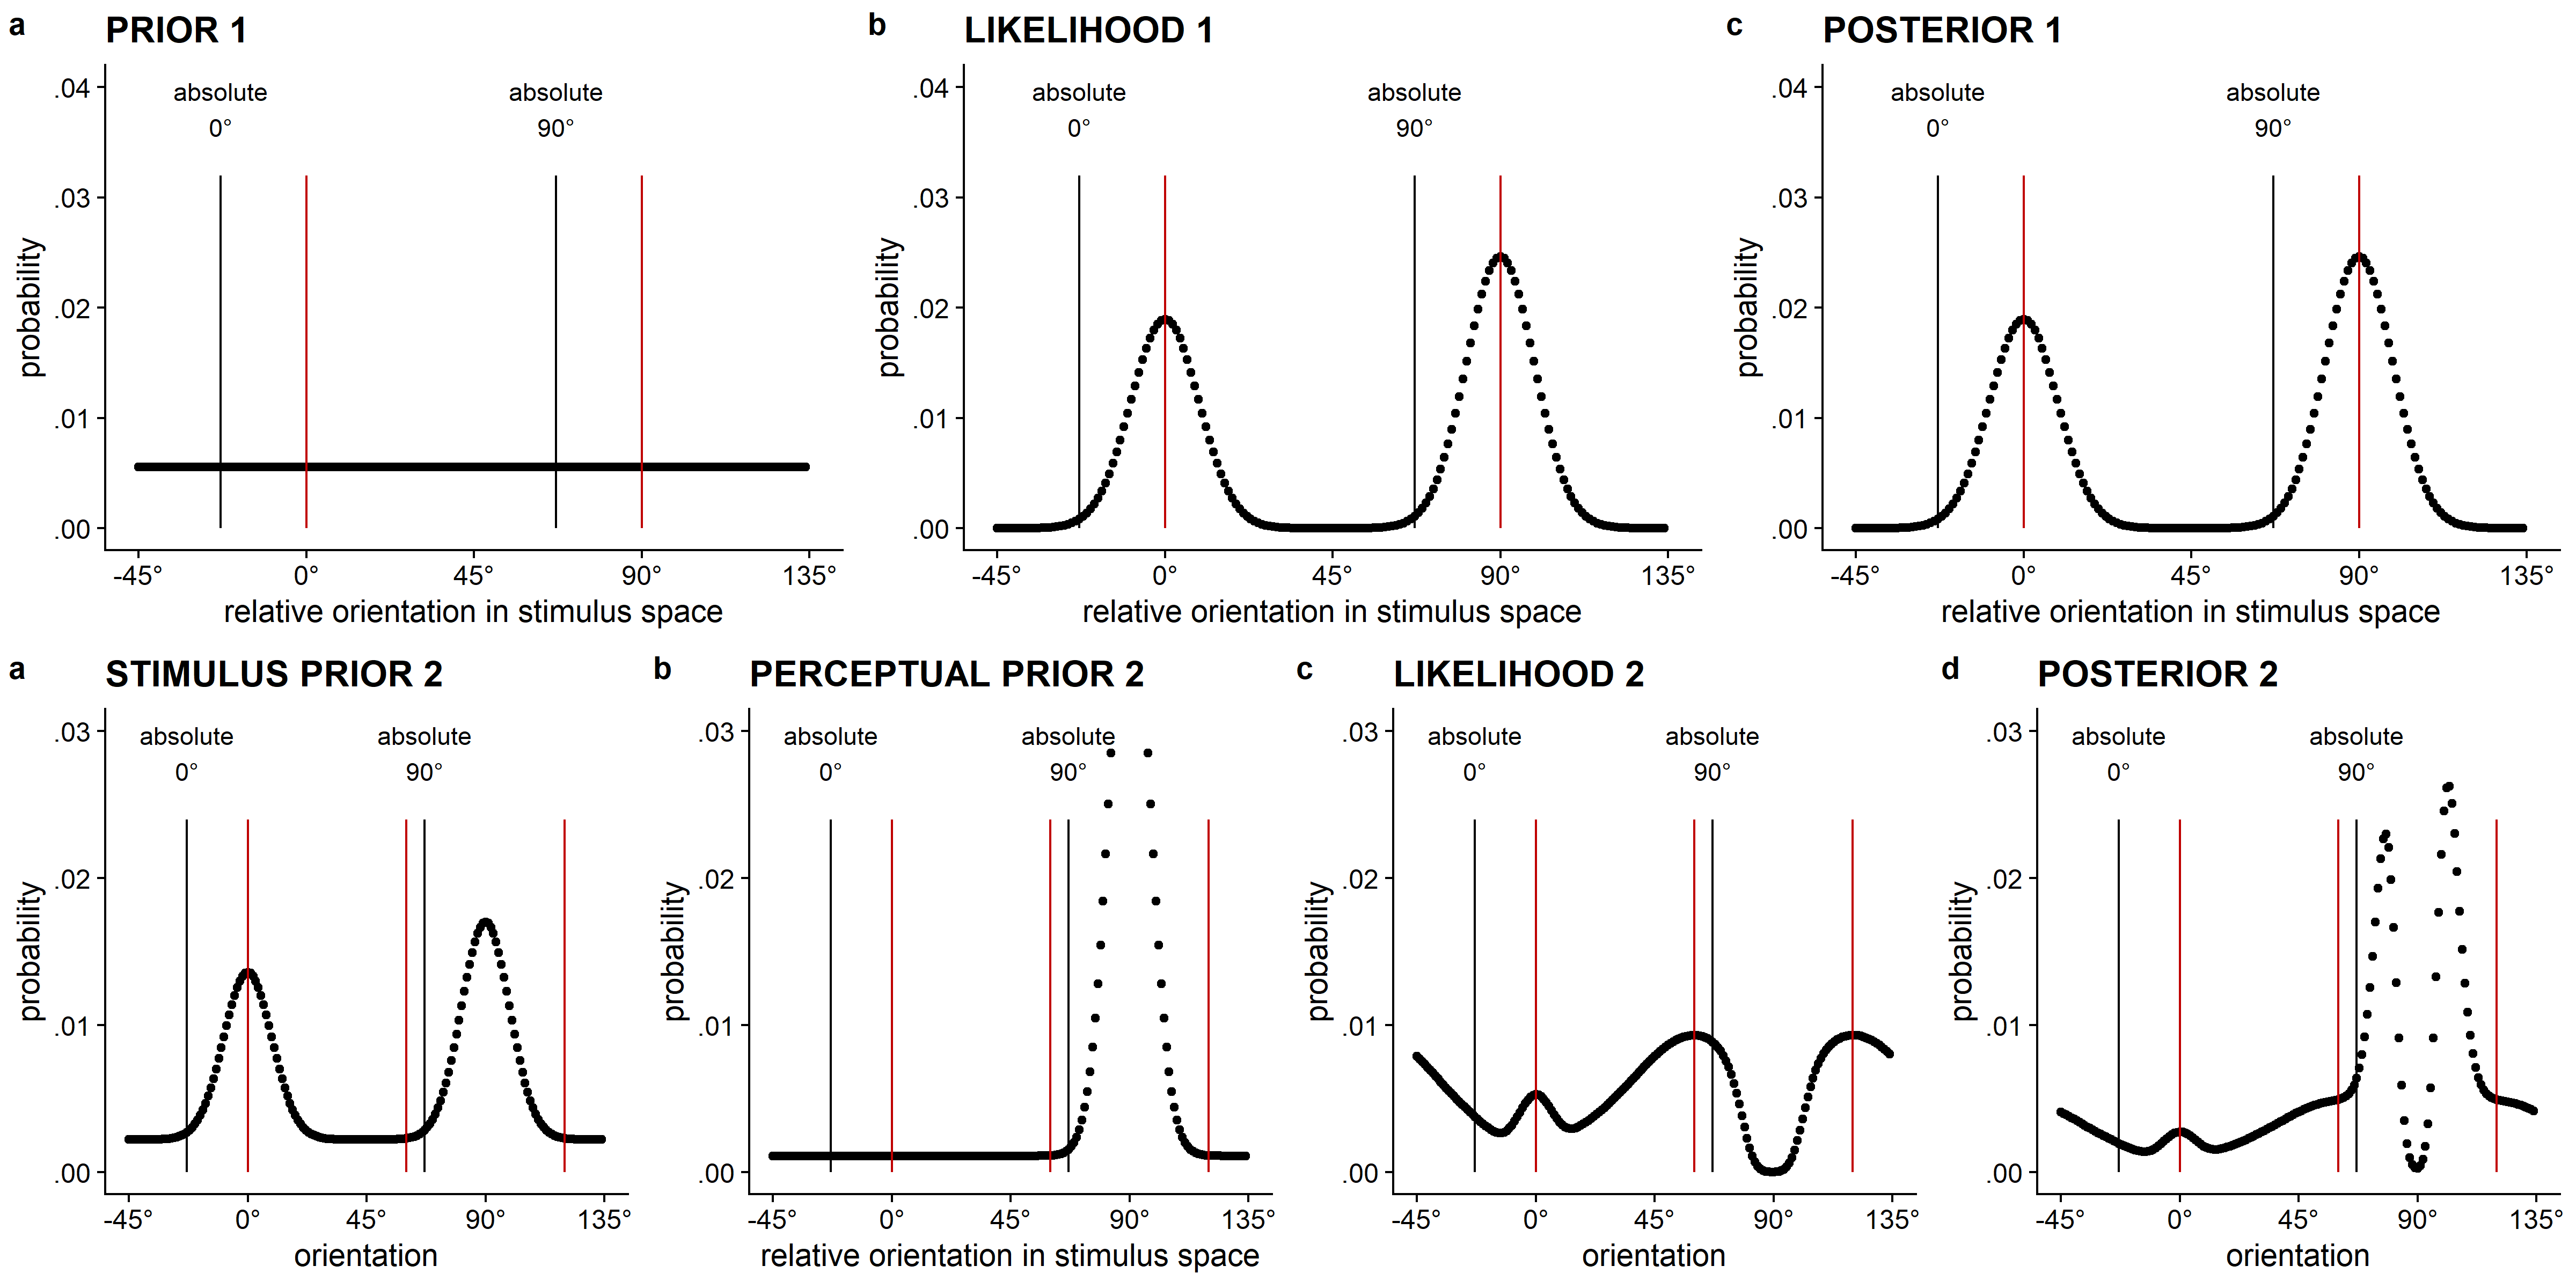 a PRIOR 1
.04
.03
.02
.01
.00
probability
absolute absolute
0° 90°
-45° 0° 45° 90° 135°
relative orientation in stimulus space
b LIKELIHOOD 1
.04
.03
.02
.01
.00
probability
absolute absolute
0° 90°
-45° 0° 45° 90° 135°
relative orientation in stimulus space
c POSTERIOR 1
.04
.03
.02
.01
.00
probability
absolute absolute
0° 90°
-45° 0° 45° 90° 135°
relative orientation in stimulus space
a STIMULUS PRIOR 2
.03
.02
.01
.00
probability
absolute absolute
0° 90°
-45° 0° 45° 90° 135°
orientation
b PERCEPTUAL PRIOR 2
.03
.02
.01
.00
probability
absolute absolute
0° 90°
-45° 0° 45° 90° 135°
relative orientation in stimulus space
c LIKELIHOOD 2
.03
.02
.01
.00
probability
absolute absolute
0° 90°
-45° 0° 45° 90° 135°
orientation
d POSTERIOR 2
.03
.02
.01
.00
probability
absolute absolute
0° 90°
-45° 0° 45° 90° 135°
orientation